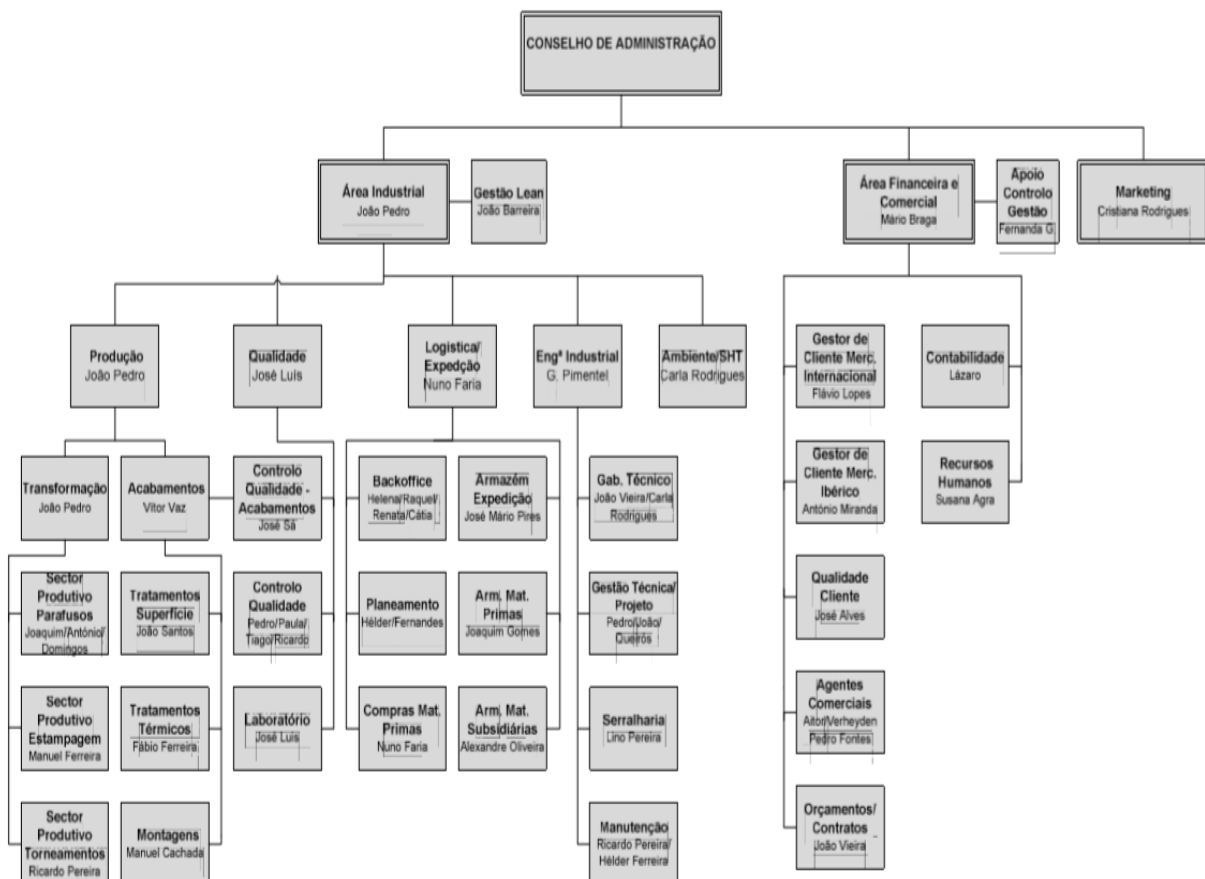 CONSELHO DE ADMINISTRAÇÃO
Área Industrial
João Pedro
Gestão Lean
João Barreira
Área Financeira e
Comercial
Mário Braga
Apoio
Controlo
Gestão
Fernanda G
Marketing
Cristiana Rodrigues
Produção
João Pedro
Qualidade
José Luís
Logistica/
Expedção
Nuno Faria
Engª Industrial
G. Pimentel
Ambiente/SHT
Carla Rodrigues
Gestor de
Cliente Merc.
Internacional
Flávio Lopes
Contabilidade
Lázaro
Transformação
João Pedro
Acabamentos
Vítor Vaz
Controlo
Qualidade -
Acabamentos
José Sá
Backoffice
Helena/Raquel/
Renata/Cátia
Armazém
Expedição
José Mário Pires
Gab. Técnico
João Vieira/Carla
Rodrigues
Gestor de
Cliente Merc.
Ibérico
António Miranda
Recursos
Humanos
Susana Agra
Sector
Produtivo
Parafusos
Joaquim/António/
Domingos
Tratamentos
Superfície
João Santos
Controlo
Qualidade
Pedro/Paula/
Tiago/Ricardo
Planeamento
Hélder/Fernandes
Arm. Mat.
Primas
Joaquim Gomes
Gestão Técnica/
Projeto
Pedro/João/
Queirós
Qualidade
Cliente
José Alves
Sector
Produtivo
Estampagem
Manuel Ferreira
Tratamentos
Térmicos
Fábio Ferreira
Laboratório
José Luis
Compras Mat.
Primas
Nuno Faria
Arm. Mat.
Subsidiárias
Alexandre Oliveira
Serralharia
Lino Pereira
Agentes
Comerciais
Aitor/Verheyden
Pedro Fontes
Sector
Produtivo
Torneamentos
Ricardo Pereira
Montagens
Manuel Cachada
Manutenção
Ricardo Pereira/
Hélder Ferreira
Orçamentos/
Contratos
João Vieira